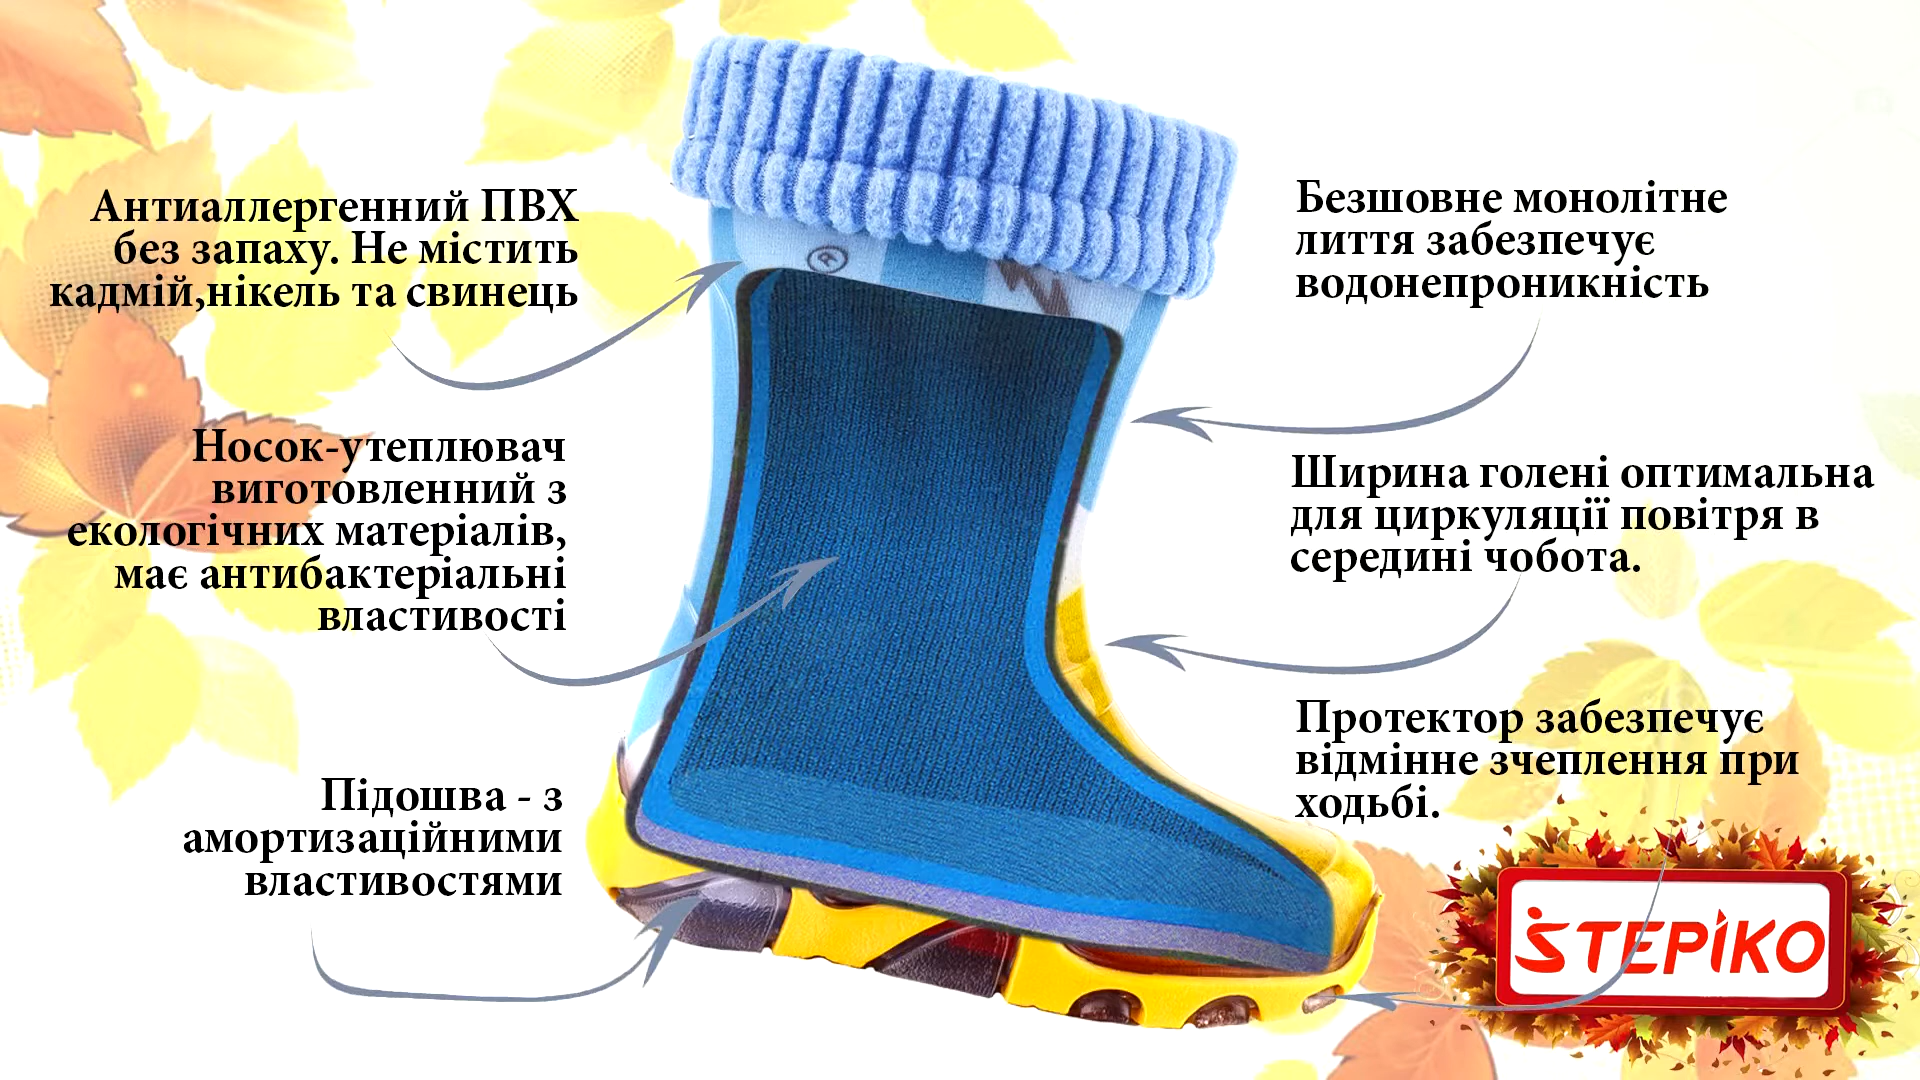 Антиаллергенний ПВХ
без запаху. Не містить
кадмій,нікель та свинець
Носок-утеплювач
виготовленний з
екологічних матеріалів,
має антибактеріальні
властивості
Підошва - з
амортизаційними
властивостями
®
Безшовне монолітне
лиття забезпечує
водонепроникність
Ширина голені оптимальна
для циркуляції повітря в
середині чобота.
Протектор забезпечує
відмінне зчеплення при
ходьбі.
STEPIKO